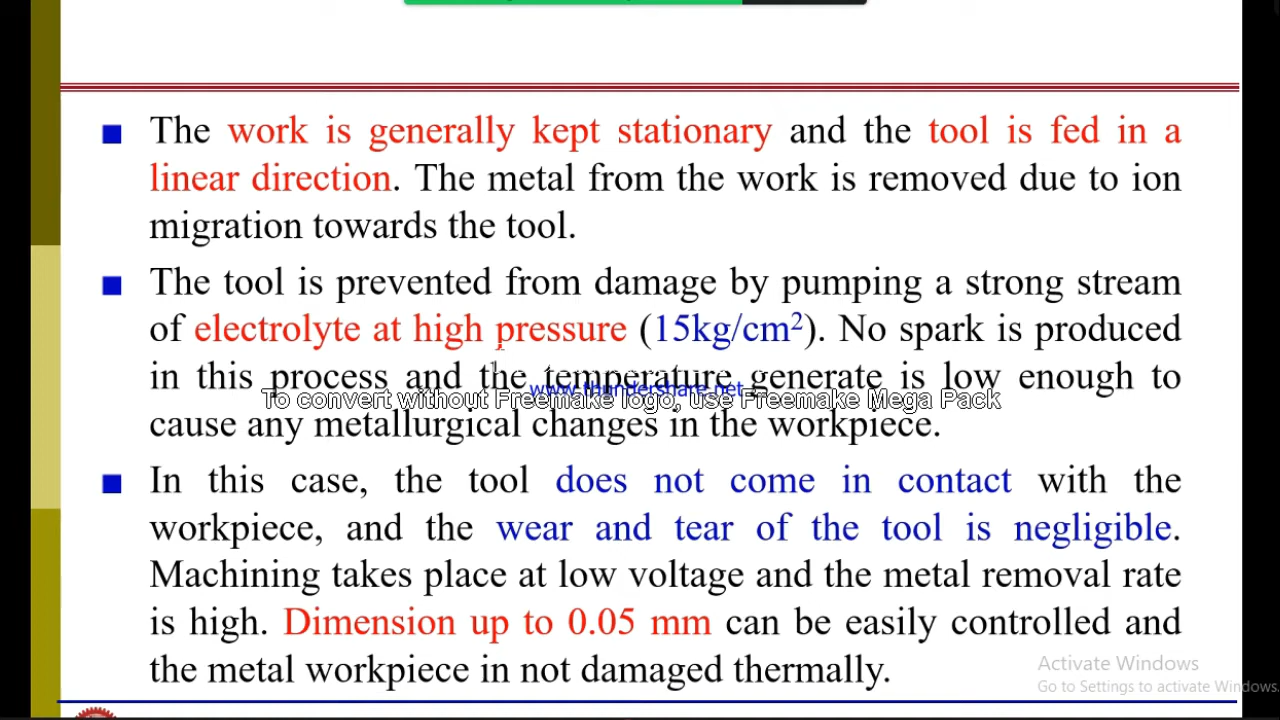 The work is generally kept stationary and the tool is fed in a
linear direction. The metal from the work is removed due to ion
migration towards the tool.
The tool is prevented from damage by pumping a strong stream
of electrolyte at high pressure (15kg/cm²). No spark is produced
in this process and the temperature generate is low enough to
www.thundershare.net
To convert without Freemake logo, use Freemake Mega Pack
cause any metallurgical changes in the workpiece.
In this case, the tool does not come in contact with the
workpiece, and the wear and tear of the tool is negligible.
Machining takes place at low voltage and the metal removal rate
is high. Dimension up to 0.05 mm can be easily controlled and
the metal workpiece in not damaged thermally.
Activate Windows
Go to Settings to activate Windows.